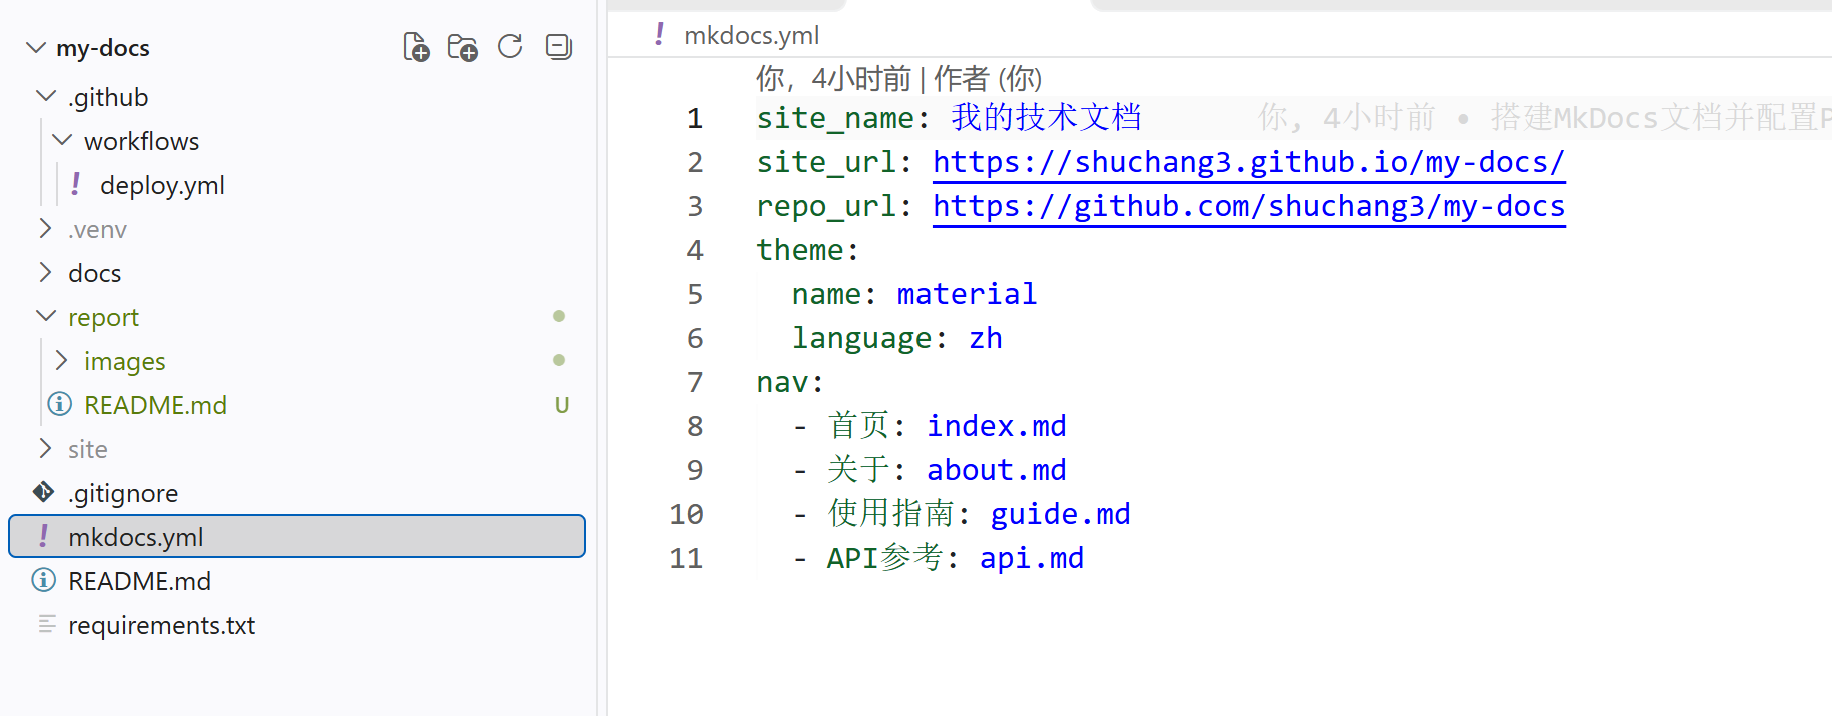 my-docs
.github
workflows
! deploy.yml
.venv
docs
report
images
README.md U
site
.gitignore
! mkdocs.yml
README.md
requirements.txt
! mkdocs.yml
你，4小时前 | 作者 (你)
1 site_name: 我的技术文档 你, 4小时前 • 搭建MkDocs文档并配置
2 site_url: https://shuchang3.github.io/my-docs/
3 repo_url: https://github.com/shuchang3/my-docs
4 theme:
5 name: material
6 language: zh
7 nav:
8 - 首页: index.md
9 - 关于: about.md
10 - 使用指南: guide.md
11 - API参考: api.md